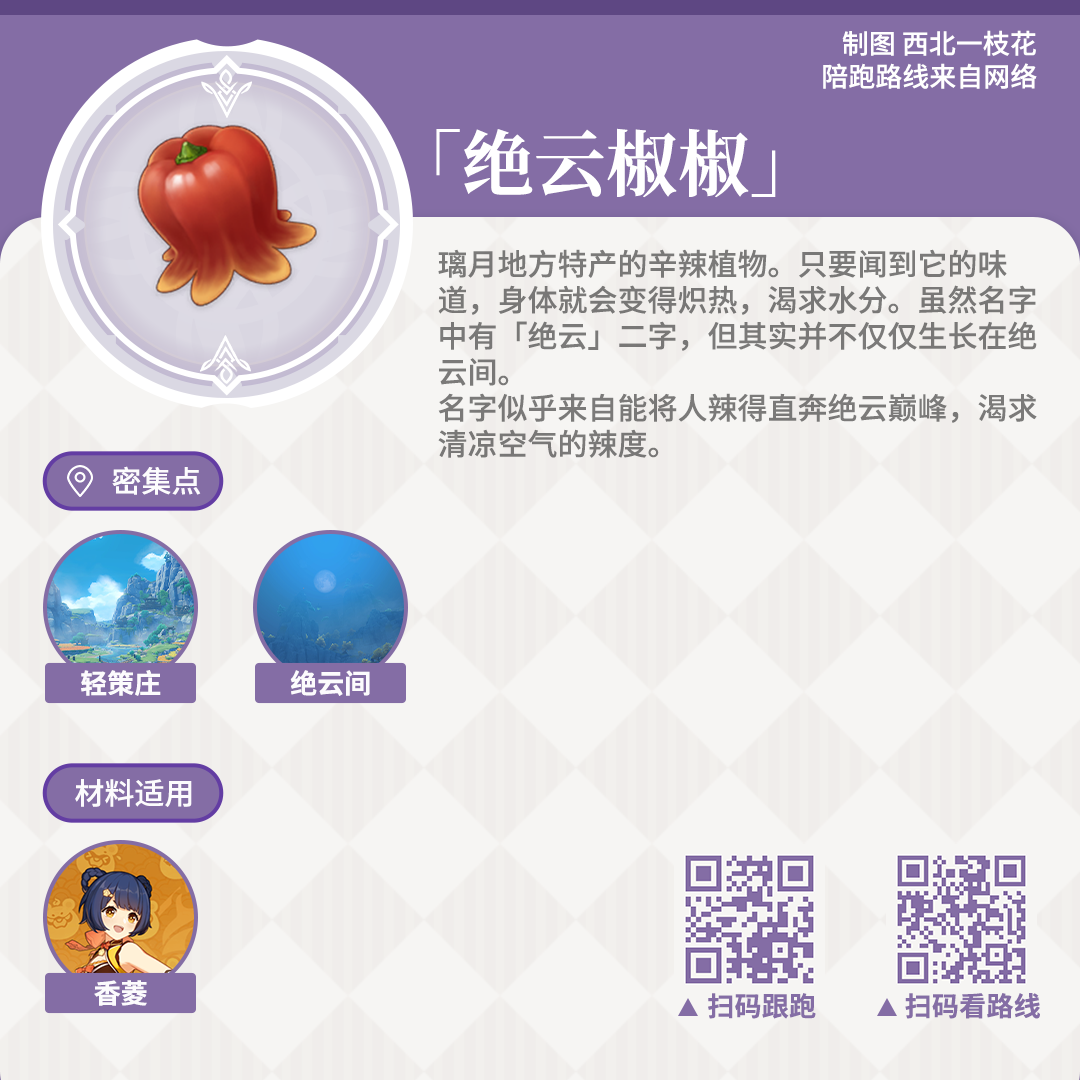 制图 西北一枝花
陪跑路线来自网络
「绝云椒椒」
璃月地方特产的辛辣植物。只要闻到它的味
道，身体就会变得炽热，渴求水分。虽然名字
中有「绝云」二字，但其实并不仅仅生长在绝
云间。
名字似乎来自能将人辣得直奔绝云巅峰，渴求
清凉空气的辣度。
密集点
轻策庄
绝云间
材料适用
香菱
▲ 扫码跟跑
▲ 扫码看路线